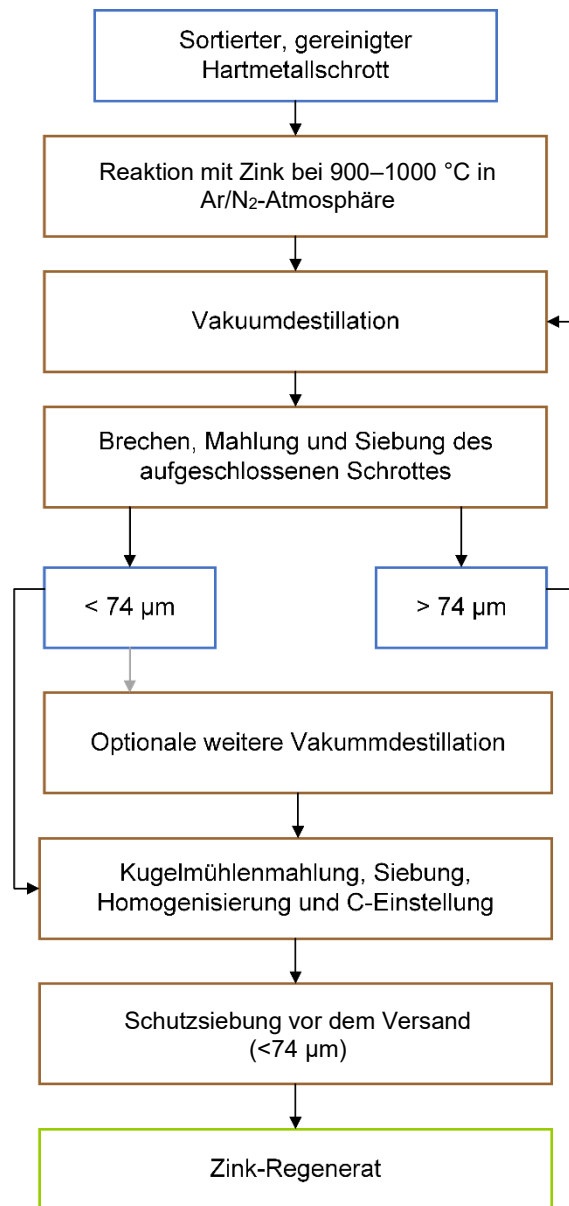 Sortierter, gereinigter
Hartmetallschrott
Reaktion mit Zink bei 900–1000 °C in
Ar/N₂-Atmosphäre
Vakuumdestillation
Brechen, Mahlung und Siebung des
aufgeschlossenen Schrottes
< 74 µm
> 74 µm
Optionale weitere Vakummdestillation
Kugelmühlenmahlung, Siebung,
Homogenisierung und C-Einstellung
Schutzsiebung vor dem Versand
(<74 µm)
Zink-Regenerat